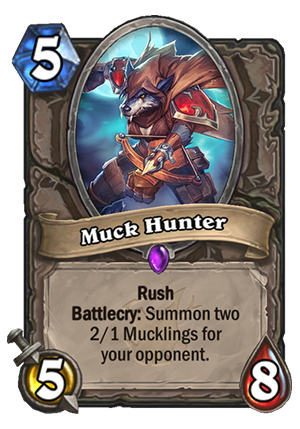 5
Muck Hunter
Rush
Battlecry: Summon two
2/1 Mucklings for
your opponent.
5
8